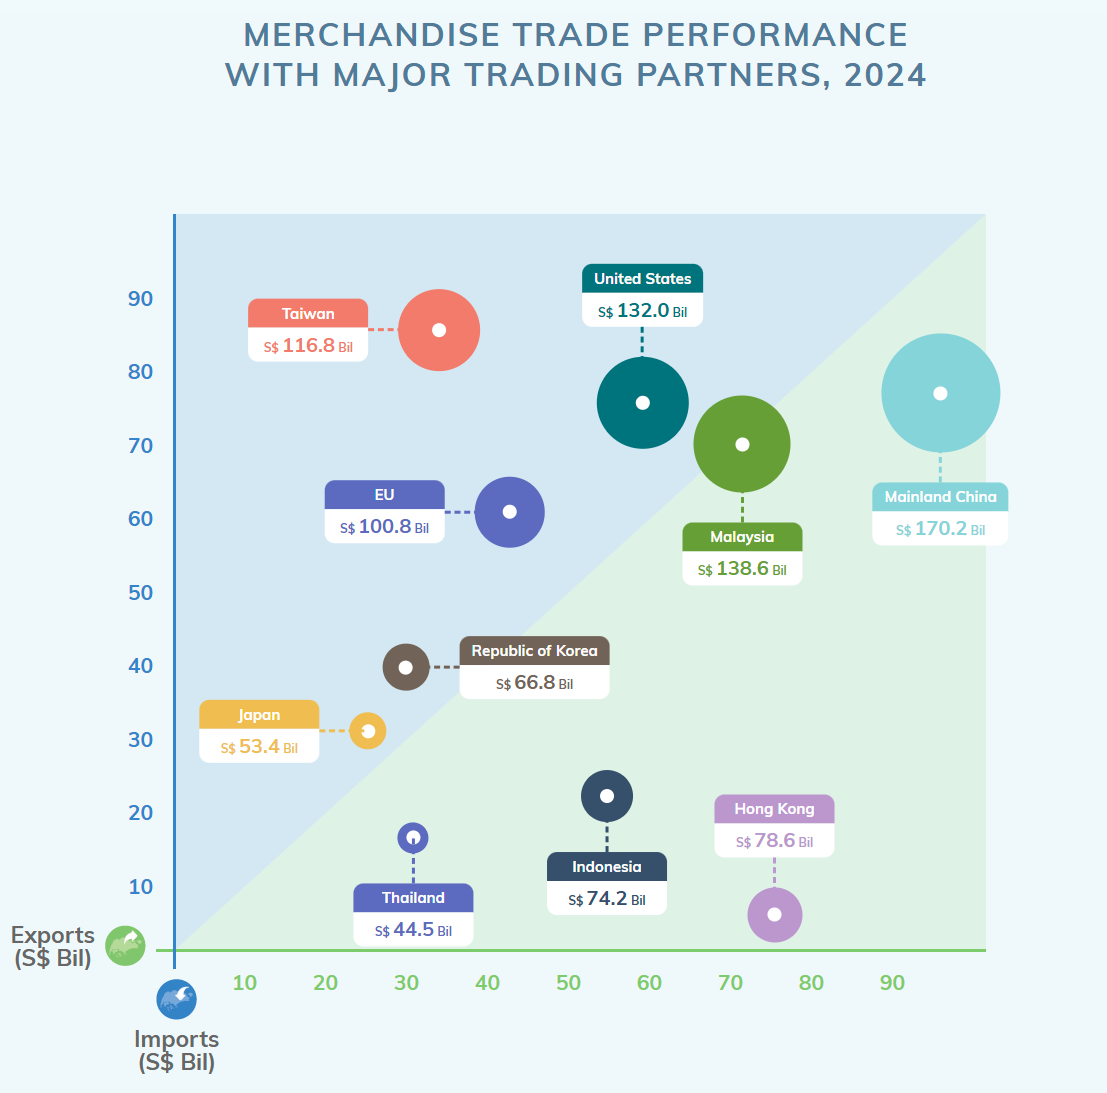 MERCHANDISE TRADE PERFORMANCE
WITH MAJOR TRADING PARTNERS, 2024
United States
S$ 132.0 Bil
Taiwan
S$ 116.8 Bil
Mainland China
S$ 170.2 Bil
EU
S$ 100.8 Bil
Malaysia
S$ 138.6 Bil
Republic of Korea
S$ 66.8 Bil
Japan
S$ 53.4 Bil
Hong Kong
S$ 78.6 Bil
Indonesia
S$ 74.2 Bil
Thailand
S$ 44.5 Bil
90
80
70
60
50
40
30
20
10
Exports
(S$ Bil)
10 20 30 40 50 60 70 80 90
Imports
(S$ Bil)